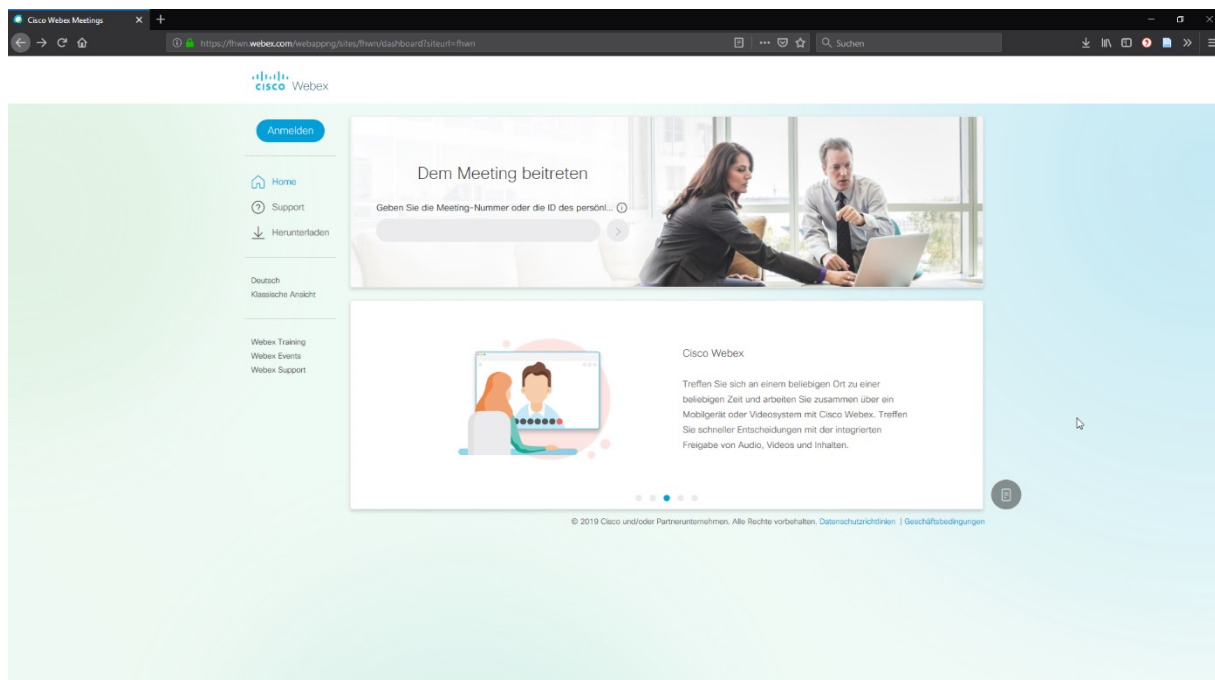 Cisco Webex Meetings
https://fhwn.webex.com/webappng/sites/fhwn/dashboard?siteurl=fhwn
Suchen
cisco Webex
Anmelden
Home
Support
Herunterladen
Deutsch
Klassische Ansicht
Webex Training
Webex Events
Webex Support
Dem Meeting beitreten
Geben Sie die Meeting-Nummer oder die ID des persönl...
Cisco Webex
Treffen Sie sich an einem beliebigen Ort zu einer
beliebigen Zeit und arbeiten Sie zusammen über ein
Mobilgerät oder Videosystem mit Cisco Webex. Treffen
Sie schneller Entscheidungen mit der integrierten
Freigabe von Audio, Videos und Inhalten.
© 2019 Cisco und/oder Partnerunternehmen. Alle Rechte vorbehalten. Datenschutzrichtlinien | Geschäftsbedingungen